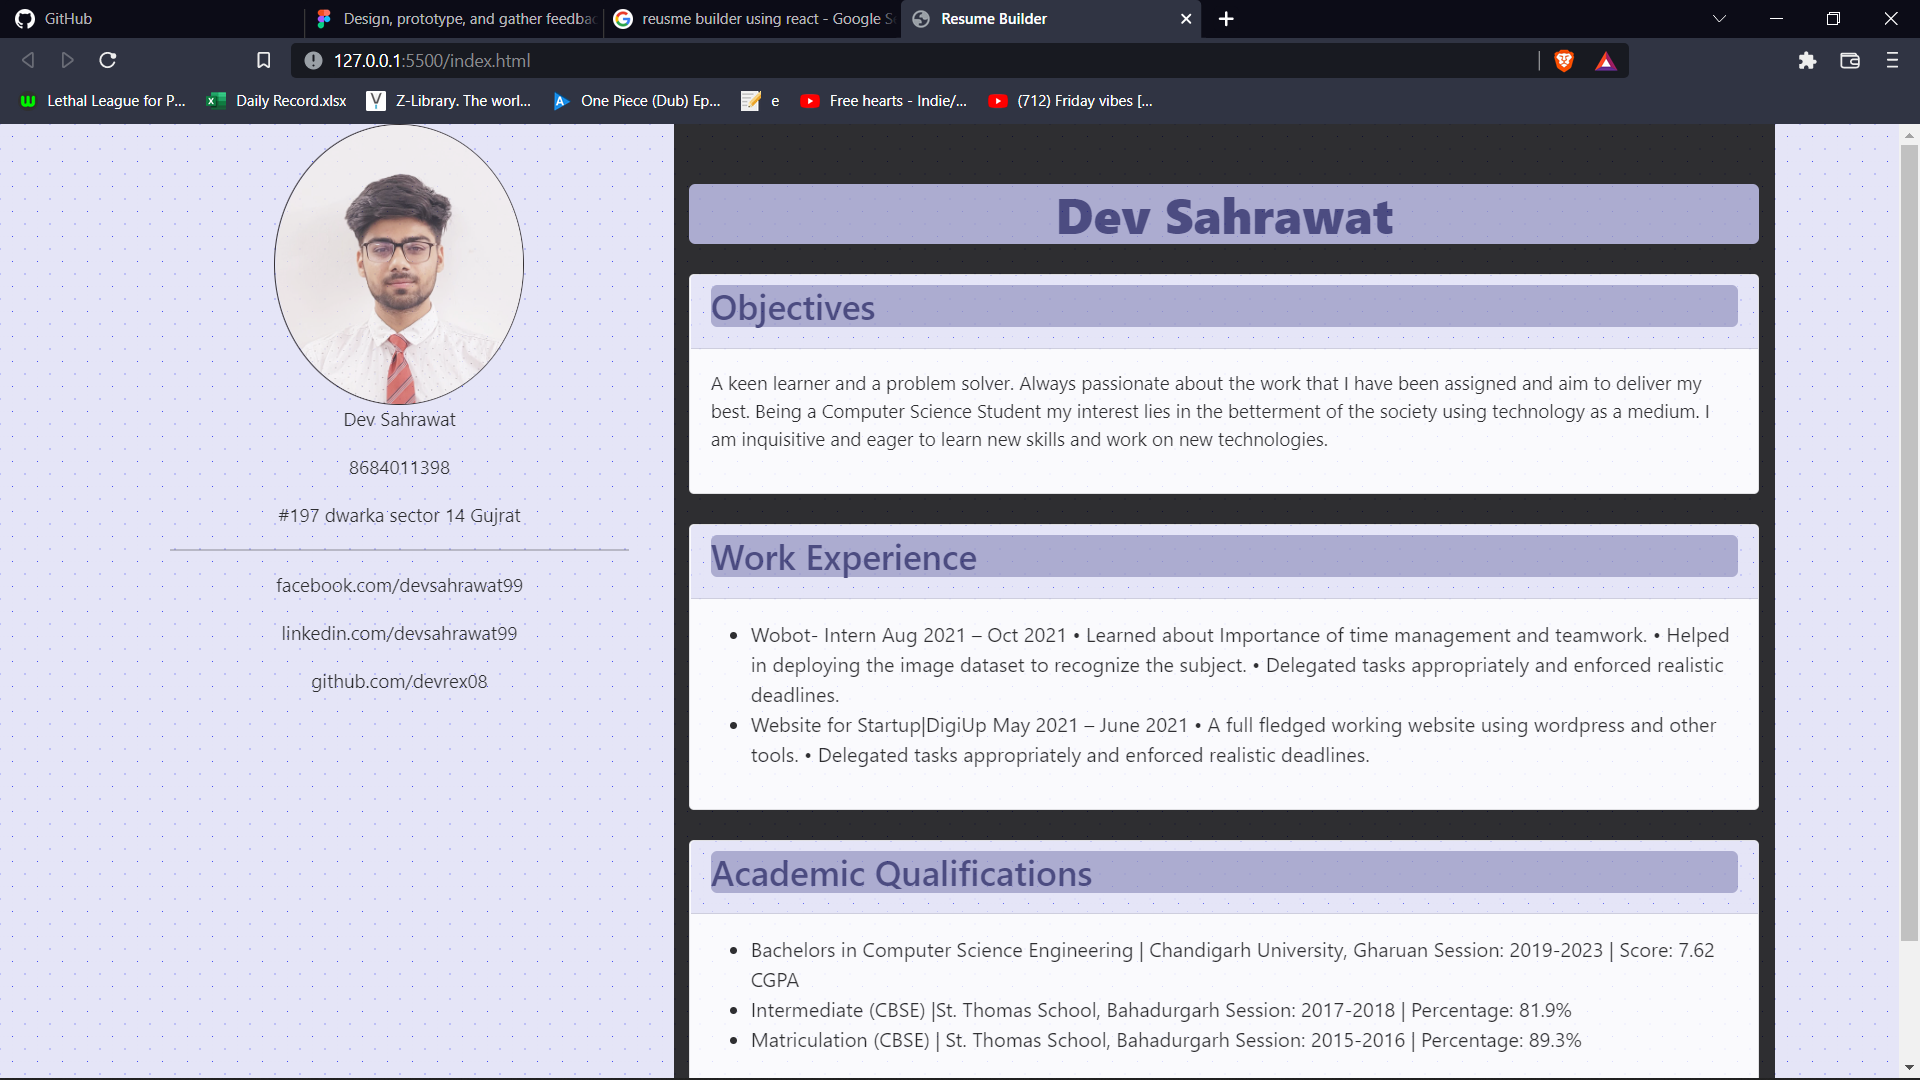 GitHub
Design, prototype, and gather feedbac
reusme builder using react - Google Se
Resume Builder
127.0.0.1:5500/index.html
Lethal League for P...
Daily Record.xlsx
Z-Library. The worl...
One Piece (Dub) Ep...
e
Free hearts - Indie/...
(712) Friday vibes [...
Dev Sahrawat
8684011398
#197 dwarka sector 14 Gujrat
facebook.com/devsahrawat99
linkedin.com/devsahrawat99
github.com/devrex08
Dev Sahrawat
Objectives
A keen learner and a problem solver. Always passionate about the work that I have been assigned and aim to deliver my
best. Being a Computer Science Student my interest lies in the betterment of the society using technology as a medium. I
am inquisitive and eager to learn new skills and work on new technologies.
Work Experience
• Wobot- Intern Aug 2021 – Oct 2021 • Learned about Importance of time management and teamwork. • Helped
in deploying the image dataset to recognize the subject. • Delegated tasks appropriately and enforced realistic
deadlines.
• Website for Startup|DigiUp May 2021 – June 2021 • A full fledged working website using wordpress and other
tools. • Delegated tasks appropriately and enforced realistic deadlines.
Academic Qualifications
• Bachelors in Computer Science Engineering | Chandigarh University, Gharuan Session: 2019-2023 | Score: 7.62
CGPA
• Intermediate (CBSE) |St. Thomas School, Bahadurgarh Session: 2017-2018 | Percentage: 81.9%
• Matriculation (CBSE) | St. Thomas School, Bahadurgarh Session: 2015-2016 | Percentage: 89.3%